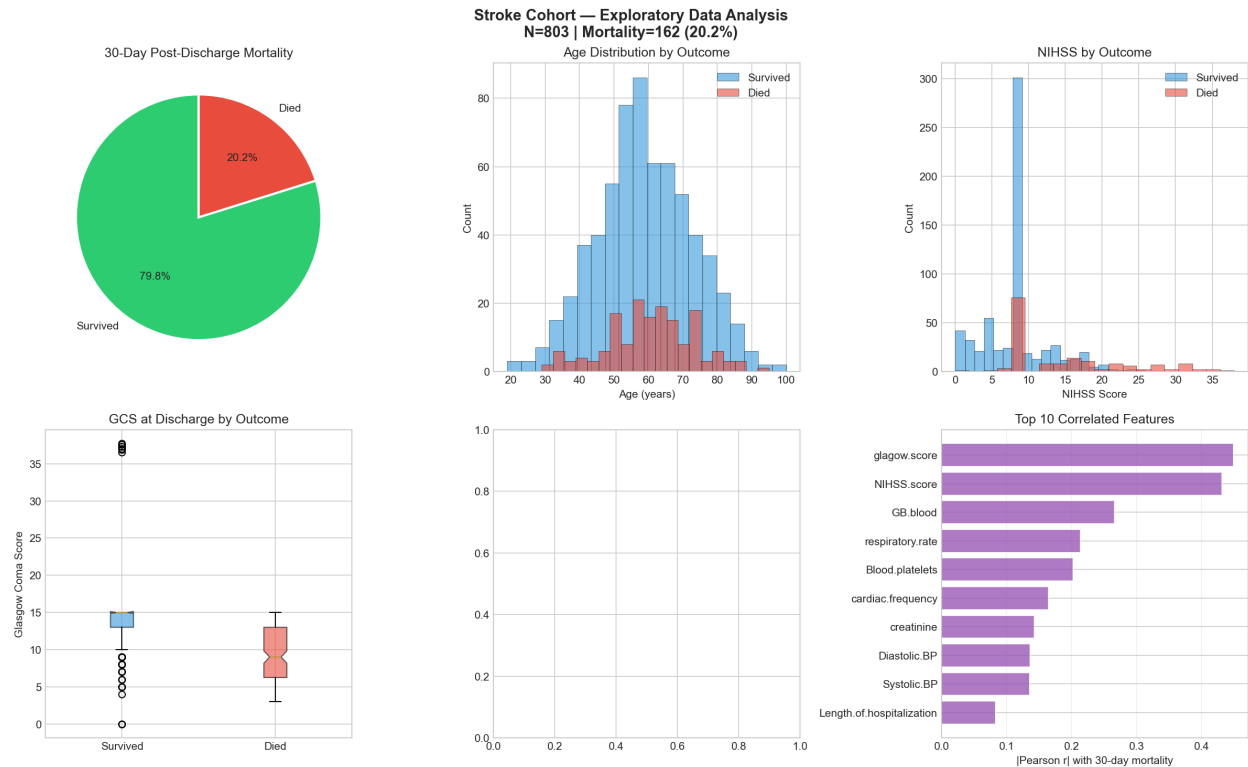 Stroke Cohort — Exploratory Data Analysis
N=803 | Mortality=162 (20.2%)
30-Day Post-Discharge Mortality
Died
20.2%
79.8%
Survived
Age Distribution by Outcome
Survived
Died
Count
80
60
40
20
0
20 30 40 50 60 70 80 90 100
Age (years)
NIHSS by Outcome
Survived
Died
Count
300
250
200
150
100
50
0
0 5 10 15 20 25 30 35
NIHSS Score
GCS at Discharge by Outcome
Glasgow Coma Score
35
30
25
20
15
10
5
0
Survived Died
1.0
0.8
0.6
0.4
0.2
0.0
0.0 0.2 0.4 0.6 0.8 1.0
Top 10 Correlated Features
glagow.score
NIHSS.score
GB.blood
respiratory.rate
Blood.platelets
cardiac.frequency
creatinine
Diastolic.BP
Systolic.BP
Length.of.hospitalization
0.0 0.1 0.2 0.3 0.4
|Pearson r| with 30-day mortality